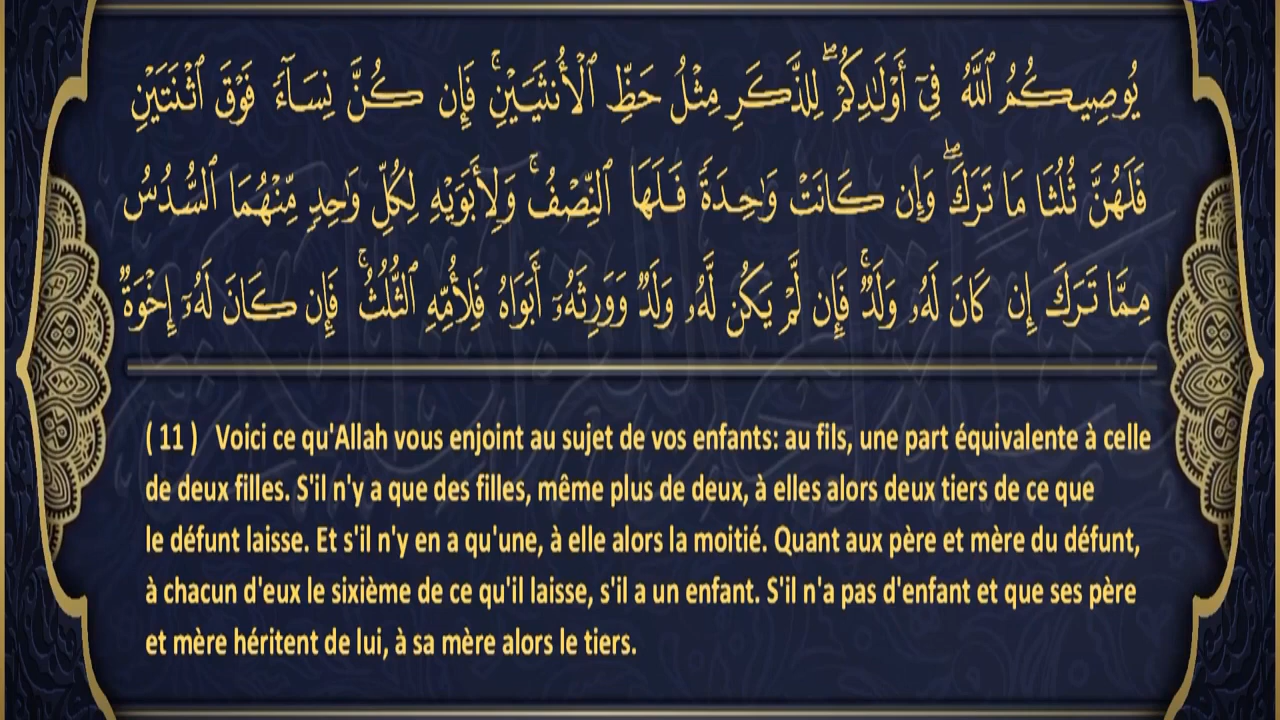 يُوصِيكُمُ ٱللَّهُ فِىٓ أَوْلَـٰدِكُمْ ۖ لِلذَّكَرِ مِثْلُ حَظِّ ٱلْأُنثَيَيْنِ ۚ فَإِن كُنَّ نِسَآءً فَوْقَ ٱثْنَتَيْنِ
فَلَهُنَّ ثُلُثَا مَا تَرَكَ ۖ وَإِن كَانَتْ وَٰحِدَةً فَلَهَا ٱلنِّصْفُ ۚ وَلِأَبَوَيْهِ لِكُلِّ وَٰحِدٍ مِّنْهُمَا ٱلسُّدُسُ
مِمَّا تَرَكَ إِن كَانَ لَهُۥ وَلَدٌ ۚ فَإِن لَّمْ يَكُن لَّهُۥ وَلَدٌ وَوَرِثَهُۥٓ أَبَوَاهُ فَلِأُمِّهِ ٱلثُّلُثُ ۚ فَإِن كَانَ لَهُۥٓ إِخْوَةٌ
( 11 ) Voici ce qu'Allah vous enjoint au sujet de vos enfants: au fils, une part équivalente à celle
de deux filles. S'il n'y a que des filles, même plus de deux, à elles alors deux tiers de ce que
le défunt laisse. Et s'il n'y en a qu'une, à elle alors la moitié. Quant aux père et mère du défunt,
à chacun d'eux le sixième de ce qu'il laisse, s'il a un enfant. S'il n'a pas d'enfant et que ses père
et mère héritent de lui, à sa mère alors le tiers.